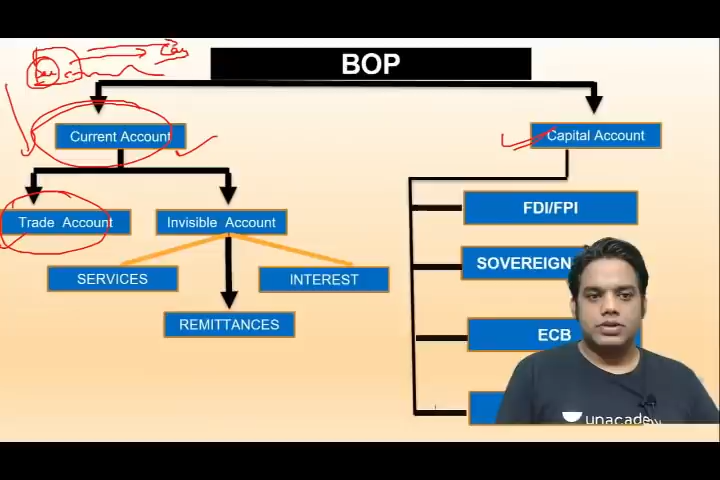 BOP
Current Account
Capital Account
Trade Account
Invisible Account
FDI/FPI
SERVICES
INTEREST
SOVEREIGN
REMITTANCES
ECB
unacade